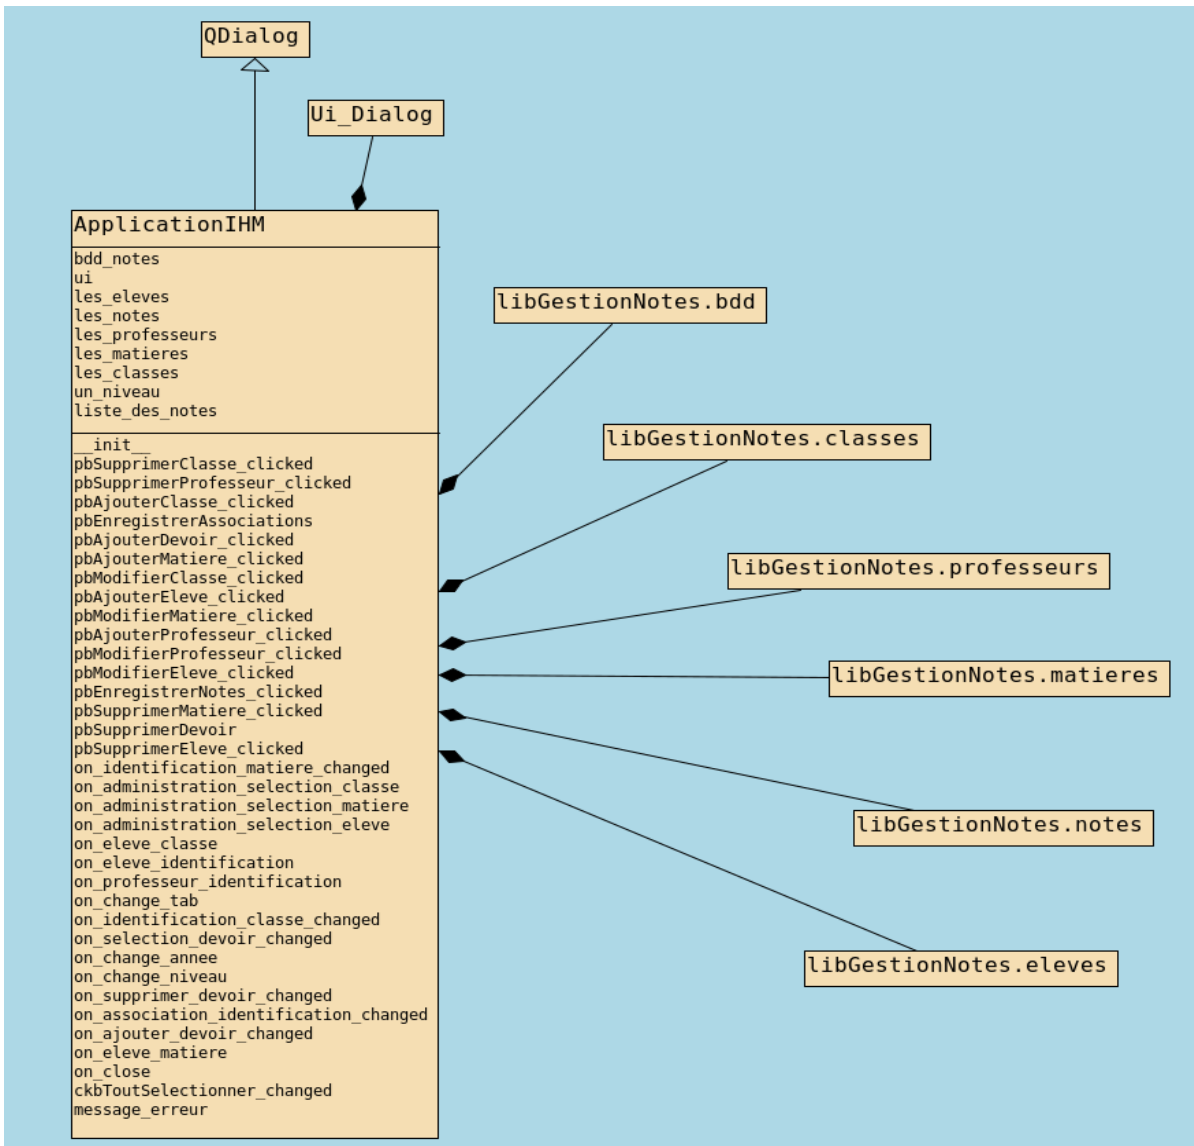 QDialog
Ui_Dialog
ApplicationIHM
bdd_notes
ui
les_eleves
les_notes
les_professeurs
les_matieres
les_classes
un_niveau
liste_des_notes
__init__
pbSupprimerClasse_clicked
pbSupprimerProfesseur_clicked
pbAjouterClasse_clicked
pbEnregistrerAssociations
pbAjouterDevoir_clicked
pbAjouterMatiere_clicked
pbModifierClasse_clicked
pbAjouterEleve_clicked
pbModifierMatiere_clicked
pbAjouterProfesseur_clicked
pbModifierProfesseur_clicked
pbModifierEleve_clicked
pbEnregistrerNotes_clicked
pbSupprimerMatiere_clicked
pbSupprimerDevoir
pbSupprimerEleve_clicked
on_identification_matiere_changed
on_administration_selection_classe
on_administration_selection_matiere
on_administration_selection_eleve
on_eleve_classe
on_eleve_identification
on_professeur_identification
on_change_tab
on_identification_classe_changed
on_selection_devoir_changed
on_change_annee
on_change_niveau
on_supprimer_devoir_changed
on_association_identification_changed
on_ajouter_devoir_changed
on_eleve_matiere
on_close
ckbToutSelectionner_changed
message_erreur
libGestionNotes.bdd
libGestionNotes.classes
libGestionNotes.professeurs
libGestionNotes.matieres
libGestionNotes.notes
libGestionNotes.eleves